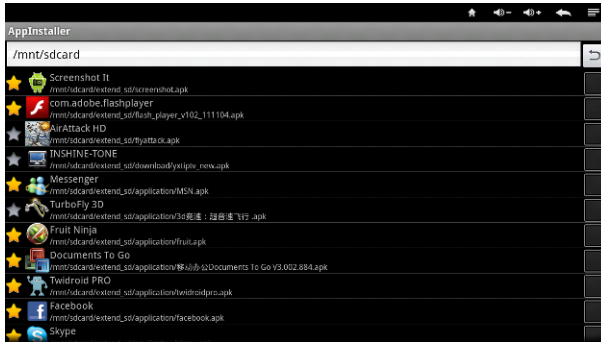 AppInstaller
/mnt/sdcard
Screenshot It
/mnt/sdcard/extend_sd/screenshot.apk
com.adobe.flashplayer
/mnt/sdcard/extend_sd/flash_player_v102_111104.apk
AirAttack HD
/mnt/sdcard/extend_sd/flyattack.apk
INSHINE-TONE
/mnt/sdcard/extend_sd/download/yxtiptv_new.apk
Messenger
/mnt/sdcard/extend_sd/application/MSN.apk
TurboFly 3D
/mnt/sdcard/extend_sd/application/3d竞速：超音速飞行 .apk
Fruit Ninja
/mnt/sdcard/extend_sd/application/fruit.apk
Documents To Go
/mnt/sdcard/extend_sd/application/移动办公Documents To Go V3.002.884.apk
Twidroid PRO
/mnt/sdcard/extend_sd/application/twidroidpro.apk
Facebook
/mnt/sdcard/extend_sd/application/facebook.apk
Skype